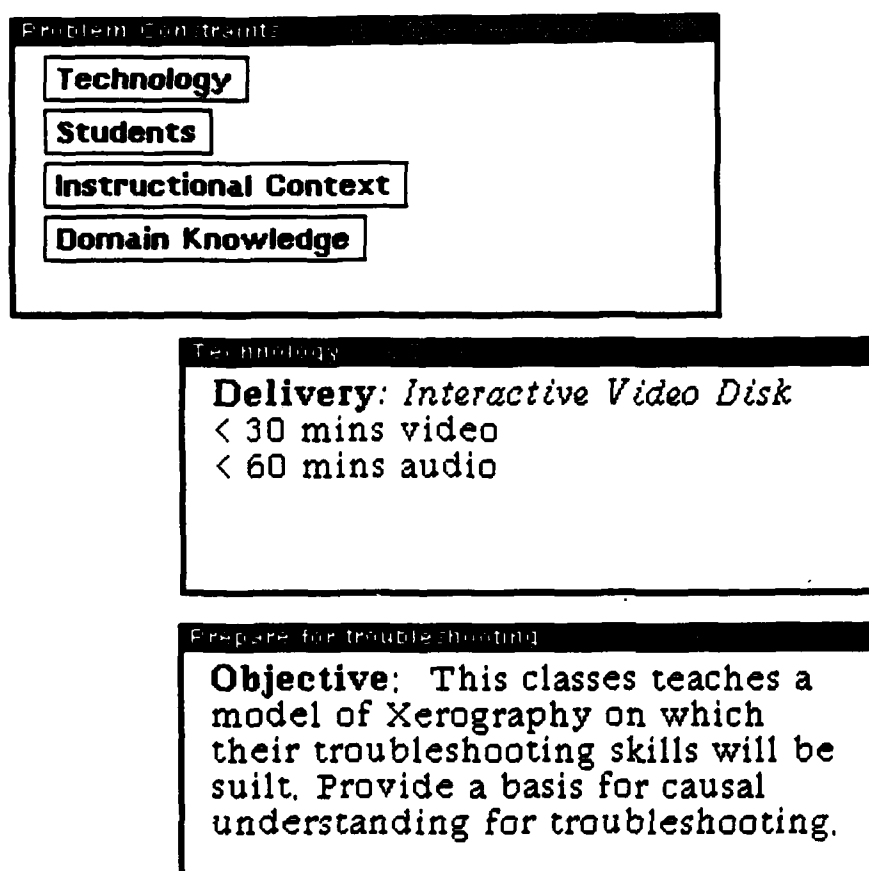 Problem Constraints
Technology
Students
Instructional Context
Domain Knowledge
Technology
Delivery: Interactive Video Disk
< 30 mins video
< 60 mins audio
Prepare for troubleshooting
Objective: This classes teaches a
model of Xerography on which
their troubleshooting skills will be
suilt. Provide a basis for causal
understanding for troubleshooting.